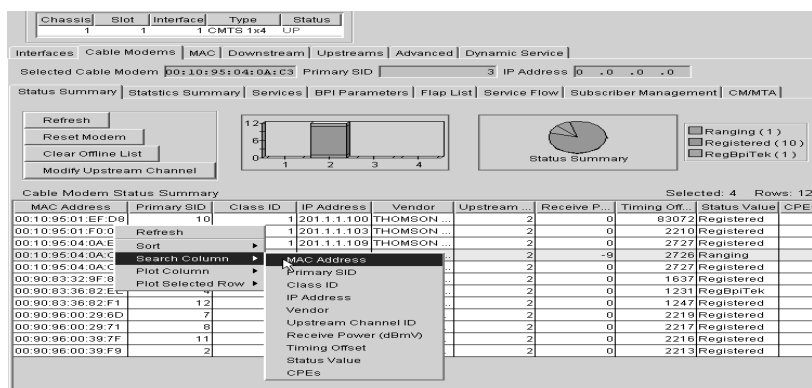 Chassis Slot Interface Type Status
1 1 1 CMTS 1x4 UP
Interfaces Cable Modems MAC Downstream Upstreams Advanced Dynamic Service
Selected Cable Modem 00:10:95:04:0A:C3 Primary SID 3 IP Address 0 .0 .0 .0
Status Summary Statstics Summary Services BPI Parameters Flap List Service Flow Subscriber Management CM/MTA
Refresh
Reset Modem
Clear Offline List
Modify Upstream Channel
12
6
0
1 2 3 4
Status Summary
Ranging (1)
Registered (10)
RegBpiTek (1)
Cable Modem Status Summary Selected: 4 Rows: 12
MAC Address Primary SID Class ID IP Address Vendor Upstream ... Receive P... Timing Off... Status Value CPE
00:10:95:01:EF:D8 10 1 201.1.1.100 THOMSON ... 2 0 83072 Registered
00:10:95:01:F0:0 1 201.1.1.103 THOMSON ... 2 0 2210 Registered
00:10:95:04:0A:E 1 201.1.1.109 THOMSON ... 2 0 2727 Registered
00:10:95:04:0A:C 2 -9 2726 Ranging
00:10:95:04:0A:C 2 0 2727 Registered
00:90:83:32:9F:8 2 0 1637 Registered
00:90:83:36:82:EE 4 2 0 1231 RegBpiTek
00:90:83:36:82:F1 12 2 0 1247 Registered
00:90:96:00:29:6D 7 2 0 2219 Registered
00:90:96:00:29:71 8 2 0 2217 Registered
00:90:96:00:39:7F 11 2 0 2216 Registered
00:90:96:00:39:F9 2 2 0 2213 Registered
Refresh
Sort
Search Column
Plot Column
Plot Selected Row
MAC Address
Primary SID
Class ID
IP Address
Vendor
Upstream Channel ID
Receive Power (dBmV)
Timing Offset
Status Value
CPEs